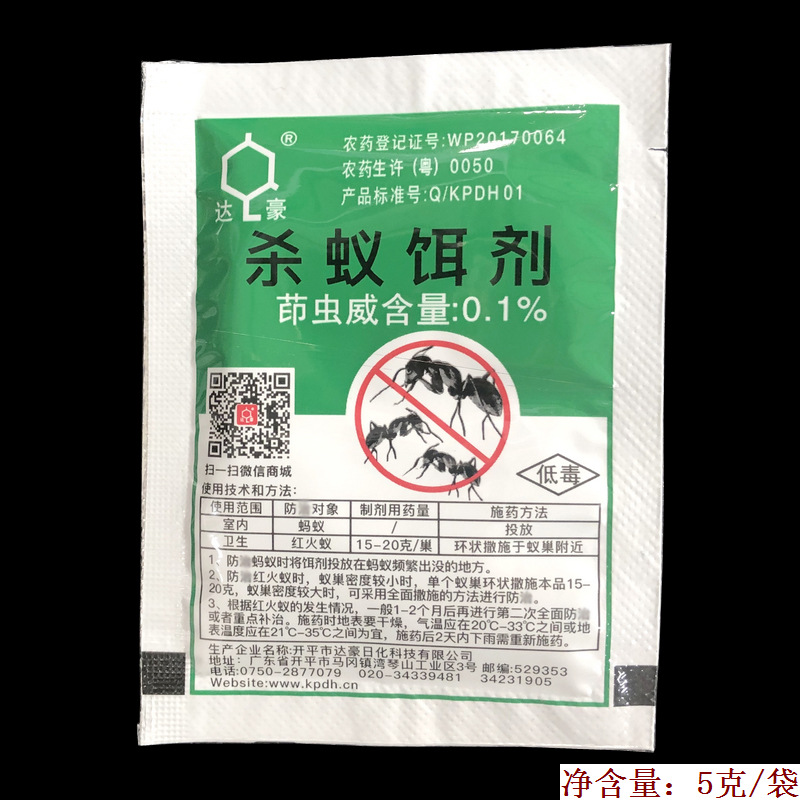 ®
达豪
农药登记证号:WP20170064
农药生许(粤) 0050
产品标准号:Q/KPDH01
杀蚁饵剂
茚虫威含量:0.1%
扫一扫微信商城
低毒
使用技术和方法:
使用范围 防 对象 制剂用药量 施药方法
室内 蚂蚁 / 投放
卫生 红火蚁 15-20克/巢 环状撒施于蚁巢附近
1、防 蚂蚁时将饵剂投放在蚂蚁频繁出没的地方。
2、防 红火蚁时,蚁巢密度较小时,单个蚁巢环状撒施本品15-
20克,蚁巢密度较大时,可采用全面撒施的方法进行防 。
3、根据红火蚁的发生情况,一般1-2个月后再进行第二次全面防
或者重点补治。施药时地表要干燥,气温应在20℃-33℃之间或地
表温度应在21℃-35℃之间为宜,施药后2天内下雨需重新施药。
生产企业名称:开平市达豪日化科技有限公司
地址:广东省开平市马冈镇湾琴山工业区3号 邮编:529353
电话:0750-2877079 020-34339481 34231905
Website:www.kpdh.cn
净含量:5克/袋